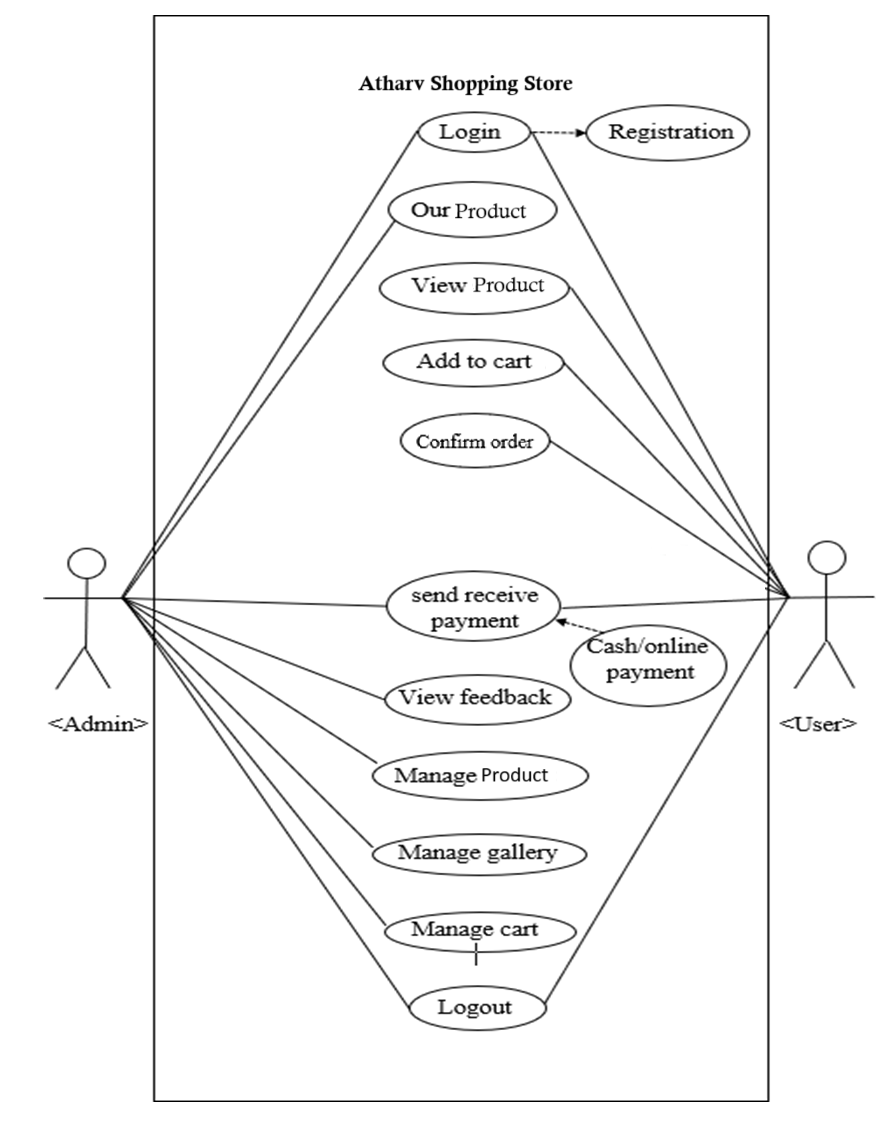 Atharv Shopping Store
Login
Registration
Our Product
View Product
Add to cart
Confirm order
send receive
payment
Cash/online
payment
View feedback
<Admin>
<User>
Manage Product
Manage gallery
Manage cart
Logout